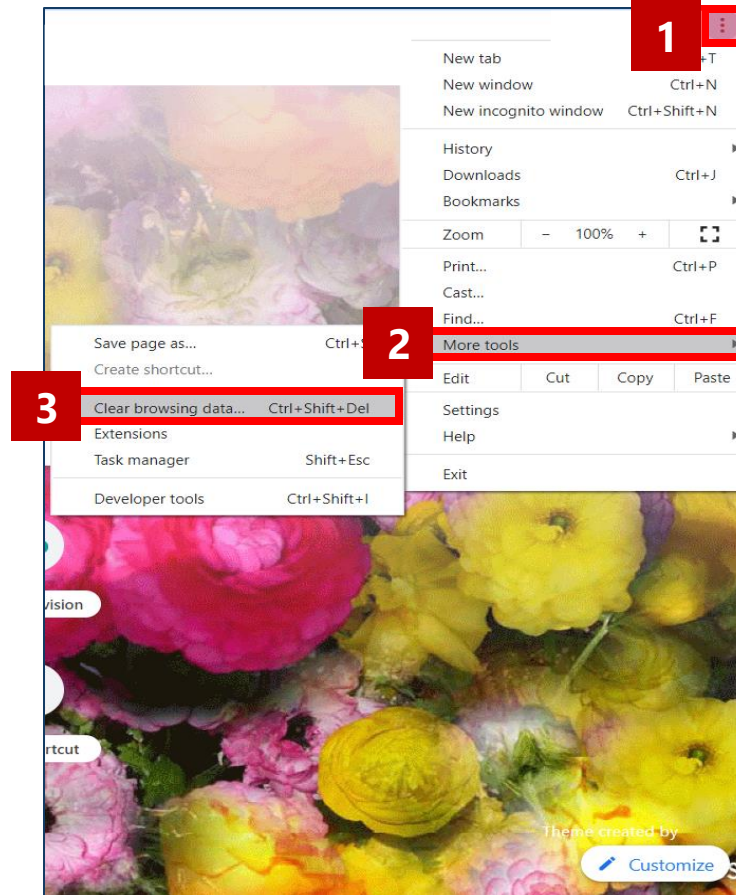 1
New tab +T
New window Ctrl+N
New incognito window Ctrl+Shift+N
History
Downloads Ctrl+J
Bookmarks
Zoom - 100% +
Print... Ctrl+P
Cast...
Find... Ctrl+F
2
More tools
Edit Cut Copy Paste
Settings
Help
Exit
Save page as... Ctrl+
Create shortcut...
3
Clear browsing data... Ctrl+Shift+Del
Extensions
Task manager Shift+Esc
Developer tools Ctrl+Shift+I
vision
rtcut
Theme created by
Customize